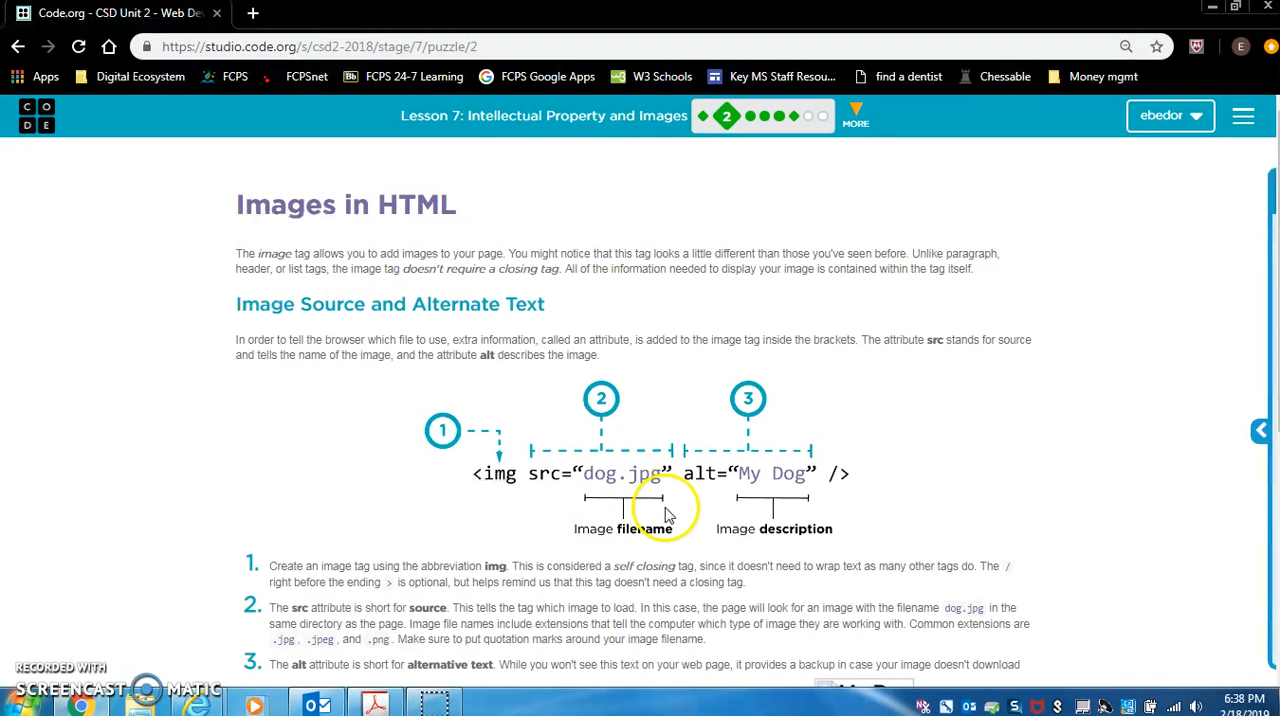 Code.org - CSD Unit 2 - Web De
https://studio.code.org/s/csd2-2018/stage/7/puzzle/2
E
Apps
Digital Ecosystem
FCPS
FCPSnet
Bb FCPS 24-7 Learning
G FCPS Google Apps
W3 Schools
Key MS Staff Resou...
find a dentist
Chessable
Money mgmt
C O
D E
Lesson 7: Intellectual Property and Images
2
MORE
ebedor
Images in HTML
The image tag allows you to add images to your page. You might notice that this tag looks a little different than those you've seen before. Unlike paragraph,
header, or list tags, the image tag doesn't require a closing tag. All of the information needed to display your image is contained within the tag itself.
Image Source and Alternate Text
In order to tell the browser which file to use, extra information, called an attribute, is added to the image tag inside the brackets. The attribute src stands for source
and tells the name of the image, and the attribute alt describes the image.
2
3
1
<img src=“dog.jpg” alt=“My Dog” />
Image filename
Image description
1. Create an image tag using the abbreviation img. This is considered a self closing tag, since it doesn't need to wrap text as many other tags do. The /
right before the ending > is optional, but helps remind us that this tag doesn't need a closing tag.
2. The src attribute is short for source. This tells the tag which image to load. In this case, the page will look for an image with the filename dog.jpg in the
same directory as the page. Image file names include extensions that tell the computer which type of image they are working with. Common extensions are
.jpg, .jpeg, and .png. Make sure to put quotation marks around your image filename.
3. The alt attribute is short for alternative text. While you won't see this text on your web page, it provides a backup in case your image doesn't download
RECORDED WITH
SCREENCAST MATIC
6:38 PM
2/18/2019